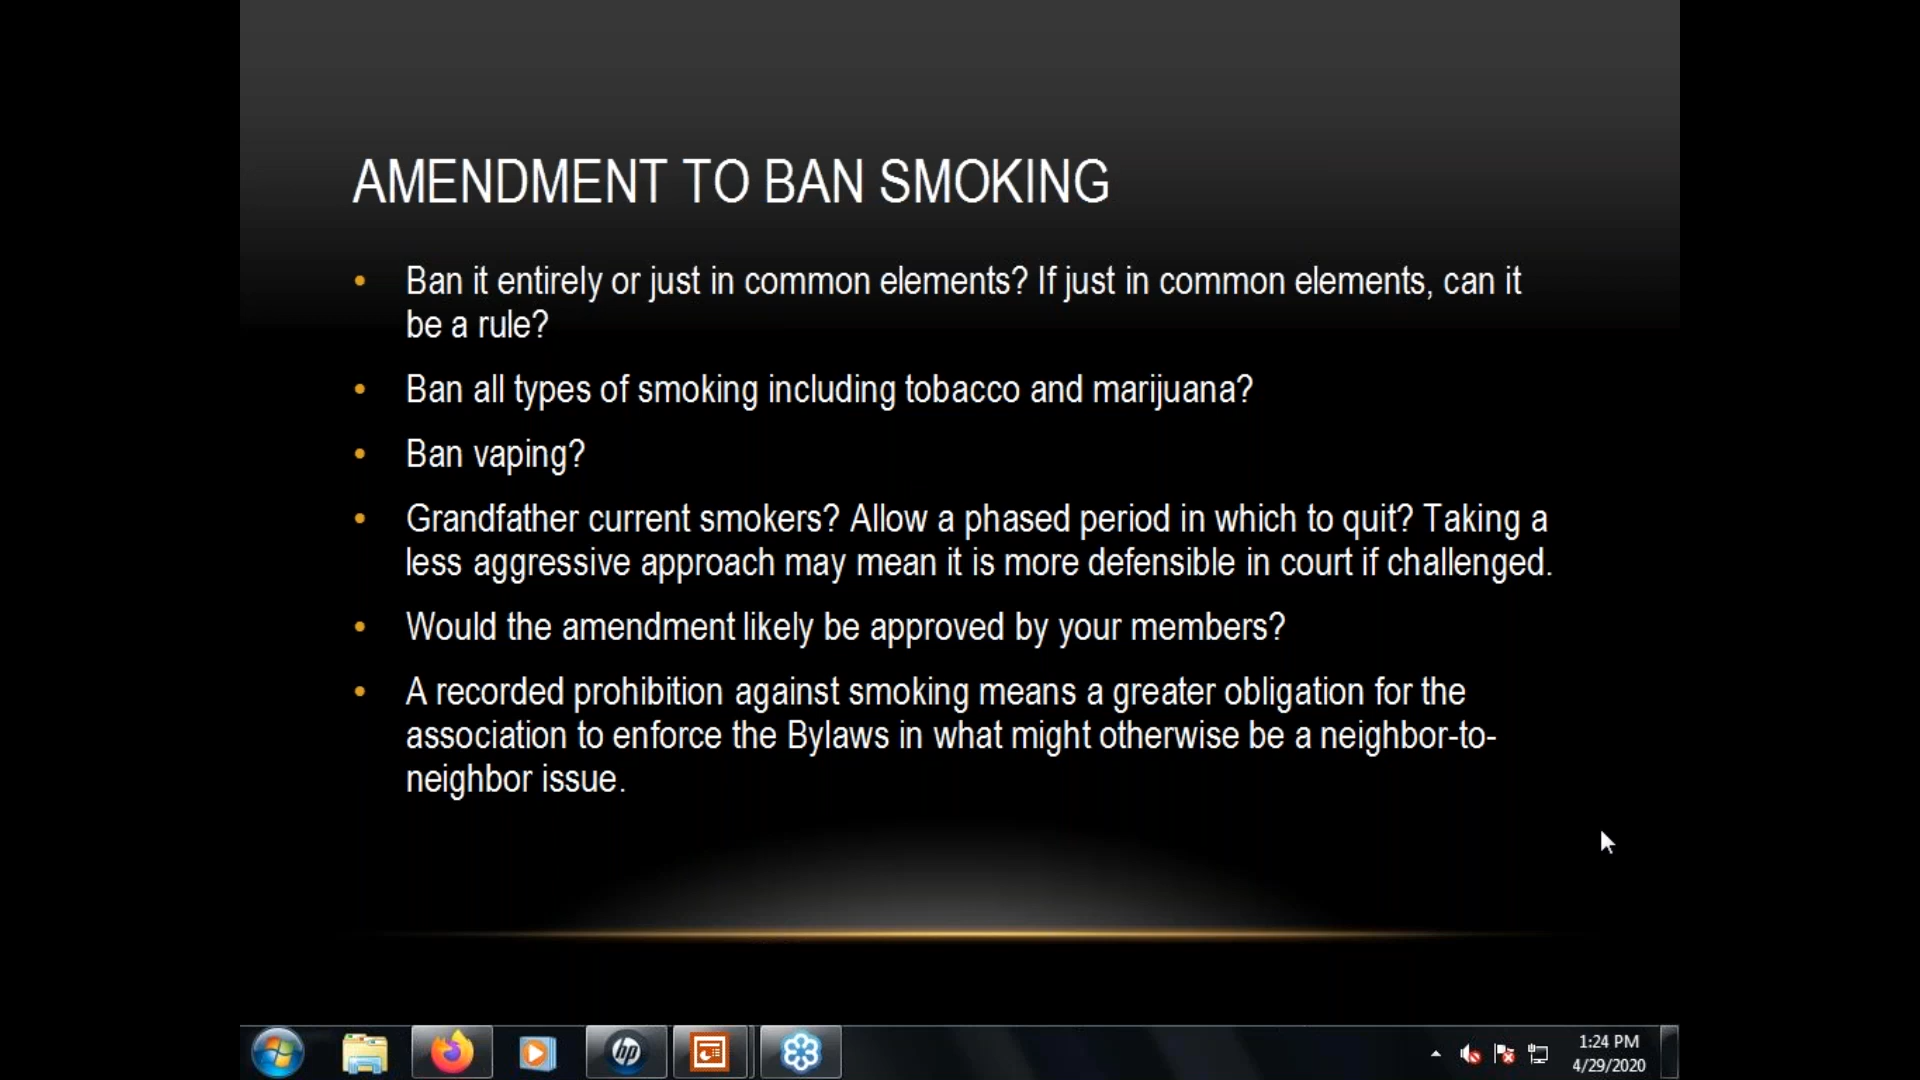 AMENDMENT TO BAN SMOKING
• Ban it entirely or just in common elements? If just in common elements, can it
be a rule?
• Ban all types of smoking including tobacco and marijuana?
• Ban vaping?
• Grandfather current smokers? Allow a phased period in which to quit? Taking a
less aggressive approach may mean it is more defensible in court if challenged.
• Would the amendment likely be approved by your members?
• A recorded prohibition against smoking means a greater obligation for the
association to enforce the Bylaws in what might otherwise be a neighbor-to-
neighbor issue.
hp
1:24 PM
4/29/2020